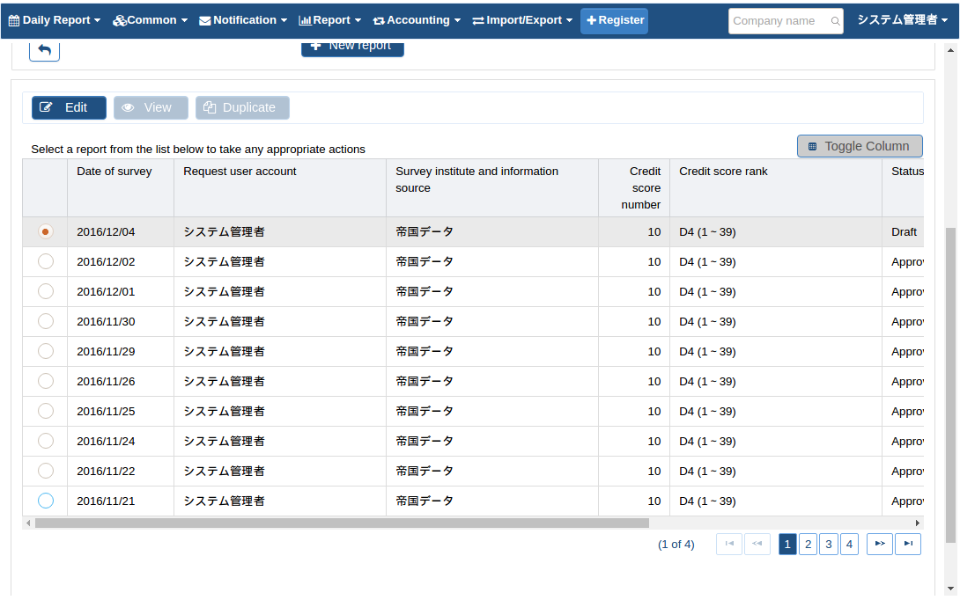 Daily Report Common Notification Report Accounting Import/Export Register Company name システム管理者
New report
Edit View Duplicate
Select a report from the list below to take any appropriate actions
Toggle Column
Date of survey Request user account Survey institute and information source Credit score number Credit score rank Status
2016/12/04 システム管理者 帝国データ 10 D4 (1 ~ 39) Draft
2016/12/02 システム管理者 帝国データ 10 D4 (1 ~ 39) Appro
2016/12/01 システム管理者 帝国データ 10 D4 (1 ~ 39) Appro
2016/11/30 システム管理者 帝国データ 10 D4 (1 ~ 39) Appro
2016/11/29 システム管理者 帝国データ 10 D4 (1 ~ 39) Appro
2016/11/26 システム管理者 帝国データ 10 D4 (1 ~ 39) Appro
2016/11/25 システム管理者 帝国データ 10 D4 (1 ~ 39) Appro
2016/11/24 システム管理者 帝国データ 10 D4 (1 ~ 39) Appro
2016/11/22 システム管理者 帝国データ 10 D4 (1 ~ 39) Appro
2016/11/21 システム管理者 帝国データ 10 D4 (1 ~ 39) Appro
(1 of 4) 1 2 3 4